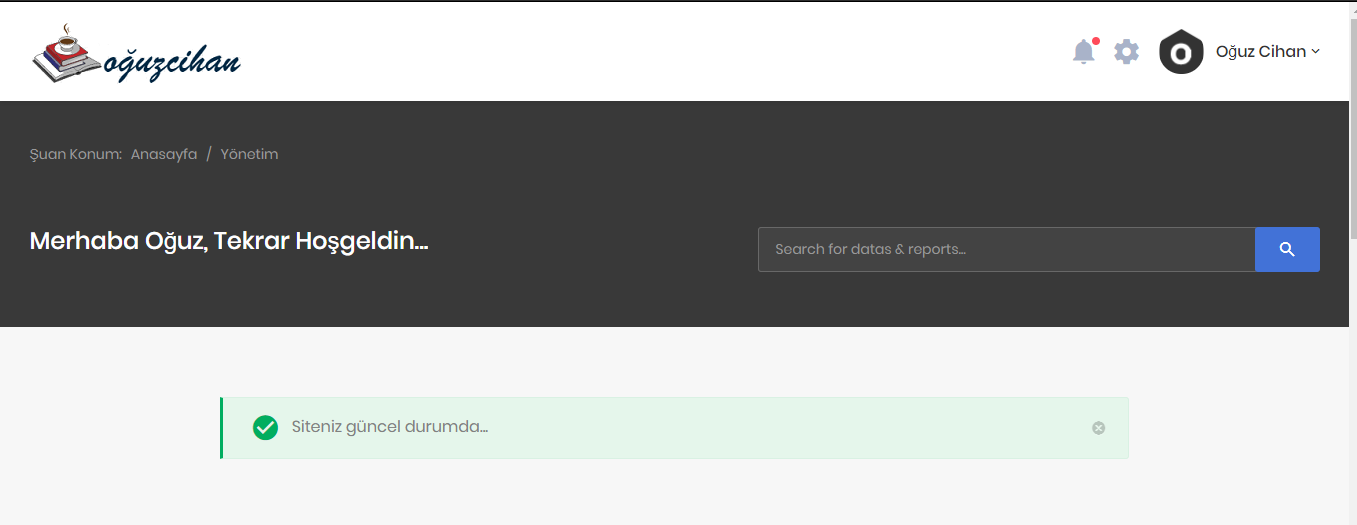 oğuzcihan
O
Oğuz Cihan
Şuan Konum: Anasayfa / Yönetim
Merhaba Oğuz, Tekrar Hoşgeldin...
Search for datas & reports...
Siteniz güncel durumda...